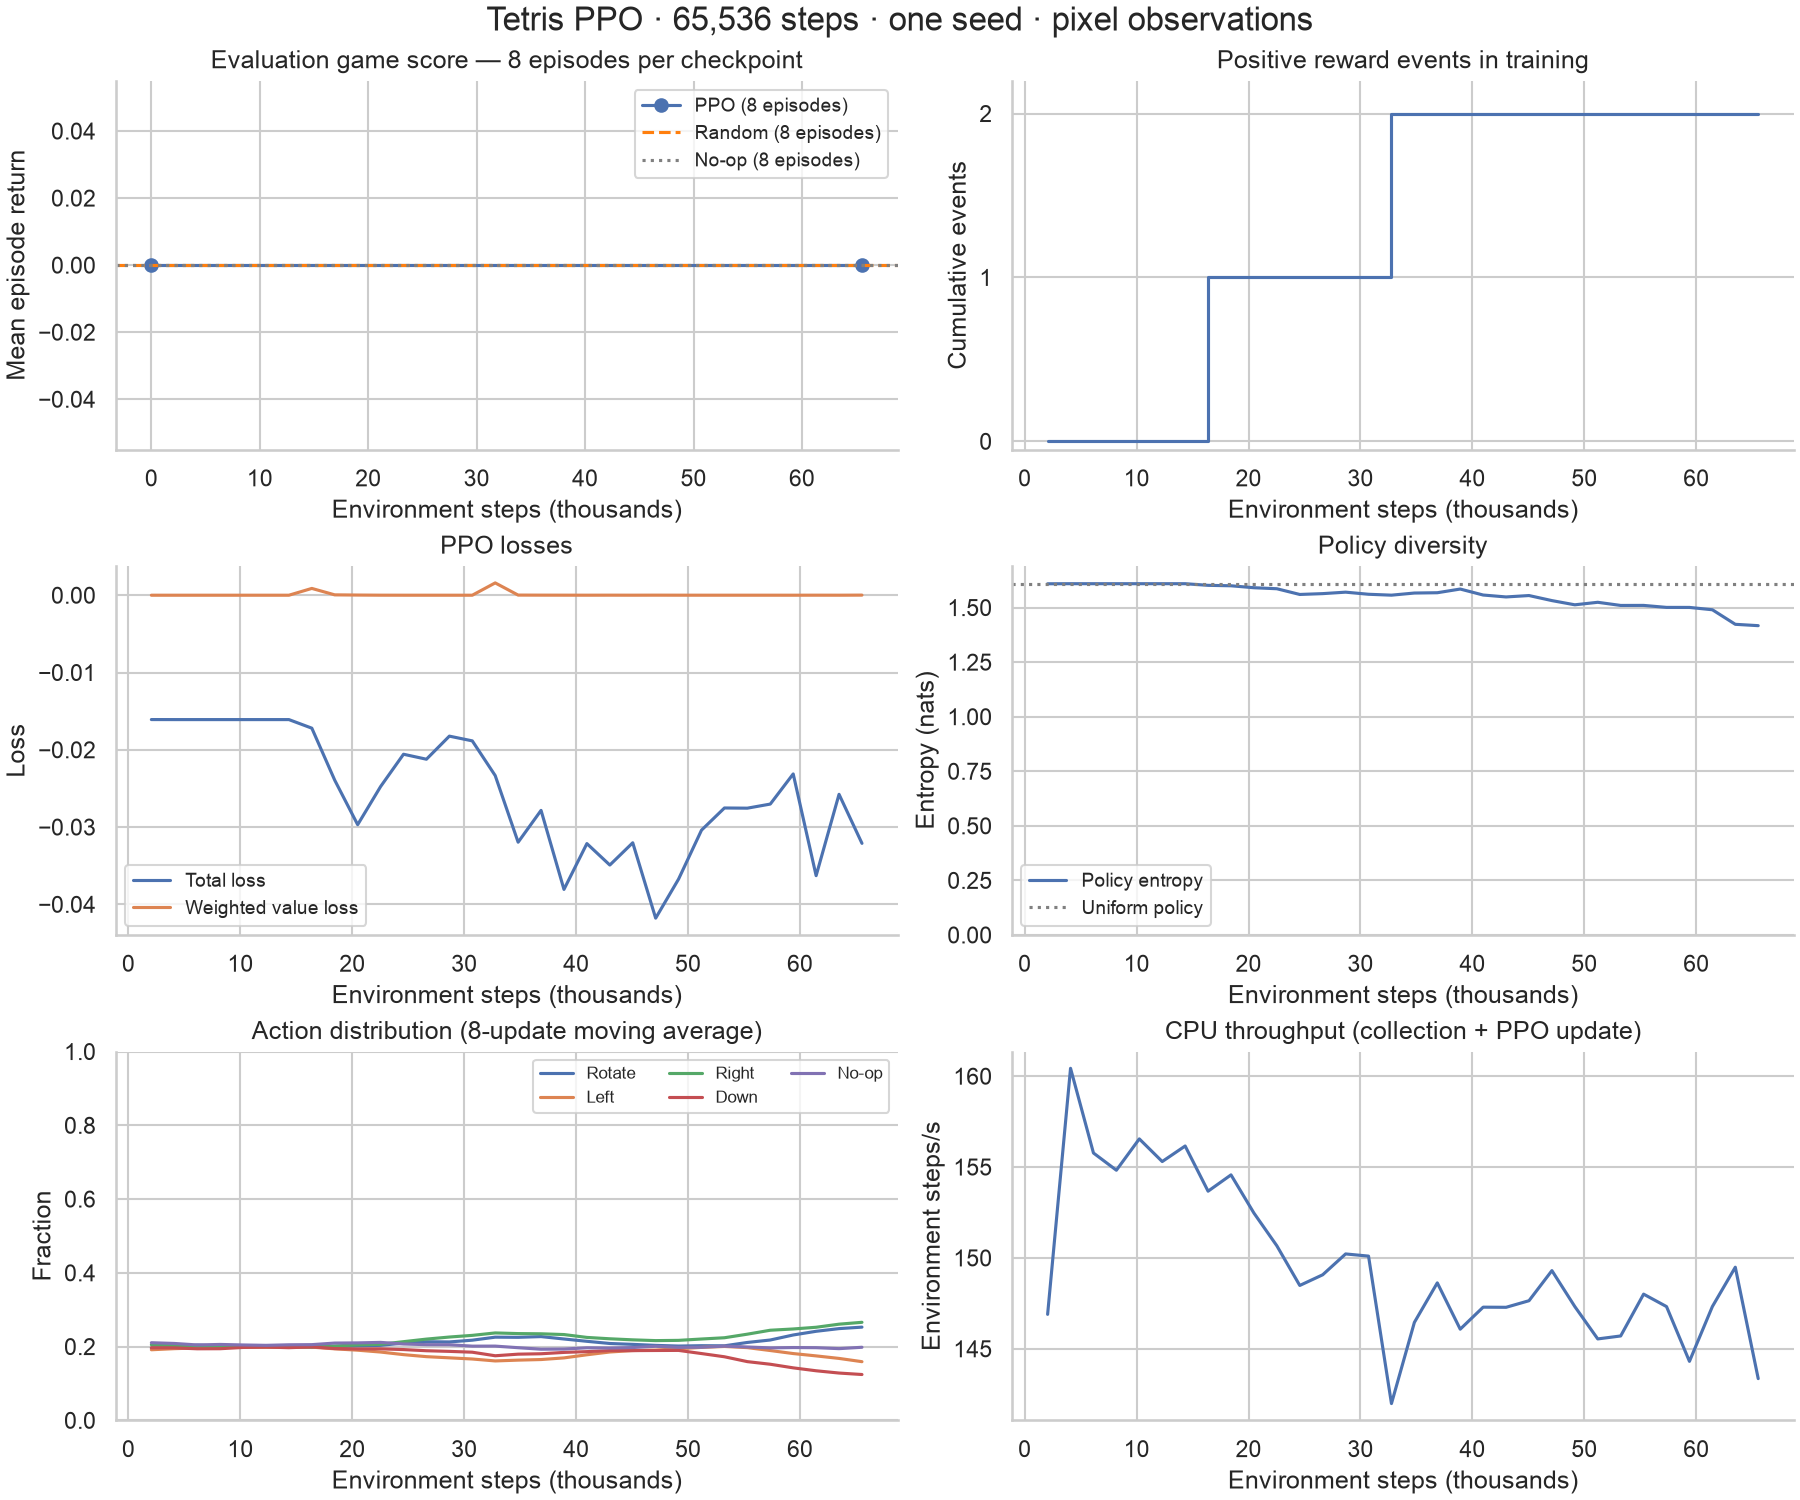 Tetris PPO · 65,536 steps · one seed · pixel observations
Evaluation game score — 8 episodes per checkpoint
Mean episode return
0.04
0.02
0.00
−0.02
−0.04
PPO (8 episodes)
Random (8 episodes)
No-op (8 episodes)
0 10 20 30 40 50 60
Environment steps (thousands)
Positive reward events in training
Cumulative events
2
1
0
0 10 20 30 40 50 60
Environment steps (thousands)
PPO losses
Loss
0.00
−0.01
−0.02
−0.03
−0.04
Total loss
Weighted value loss
0 10 20 30 40 50 60
Environment steps (thousands)
Policy diversity
Entropy (nats)
1.50
1.25
1.00
0.75
0.50
0.25
0.00
Policy entropy
Uniform policy
0 10 20 30 40 50 60
Environment steps (thousands)
Action distribution (8-update moving average)
Fraction
1.0
0.8
0.6
0.4
0.2
0.0
Rotate Right No-op
Left Down
0 10 20 30 40 50 60
Environment steps (thousands)
CPU throughput (collection + PPO update)
Environment steps/s
160
155
150
145
0 10 20 30 40 50 60
Environment steps (thousands)